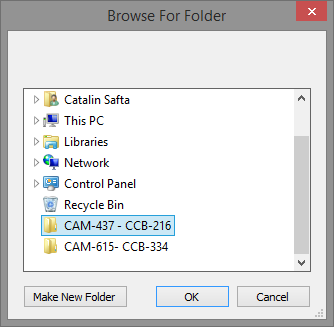 Browse For Folder
Catalin Safta
This PC
Libraries
Network
Control Panel
Recycle Bin
CAM-437 - CCB-216
CAM-615- CCB-334
Make New Folder
OK
Cancel